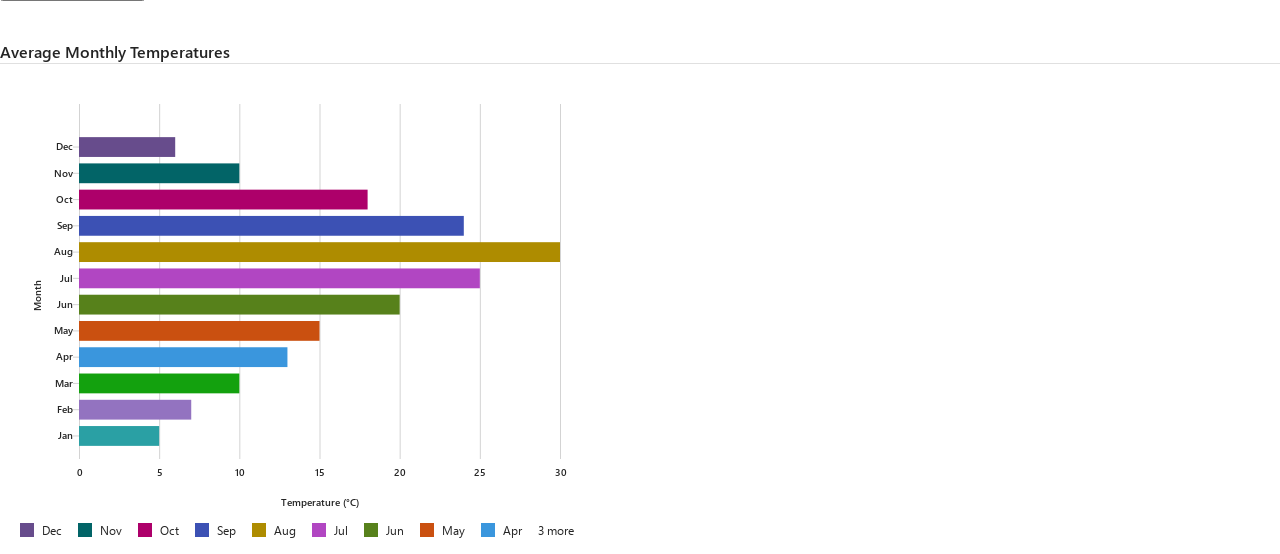 Average Monthly Temperatures
Dec
Nov
Oct
Sep
Aug
Jul
Jun
May
Apr
Mar
Feb
Jan
Month
0 5 10 15 20 25 30
Temperature (°C)
Dec Nov Oct Sep Aug Jul Jun May Apr 3 more